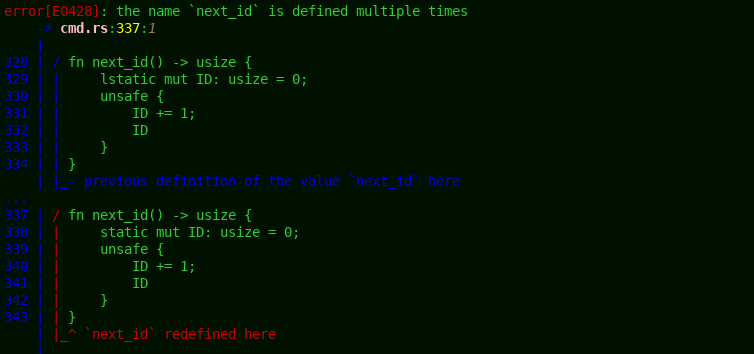 error[E0428]: the name `next_id` is defined multiple times
   --> cmd.rs:337:1
    |
328 | / fn next_id() -> usize {
329 | |     lstatic mut ID: usize = 0;
330 | |     unsafe {
331 | |         ID += 1;
332 | |         ID
333 | |     }
334 | | }
    | |_- previous definition of the value `next_id` here
...
337 | / fn next_id() -> usize {
338 | |     static mut ID: usize = 0;
339 | |     unsafe {
340 | |         ID += 1;
341 | |         ID
342 | |     }
343 | | }
    | |_^ `next_id` redefined here
    |